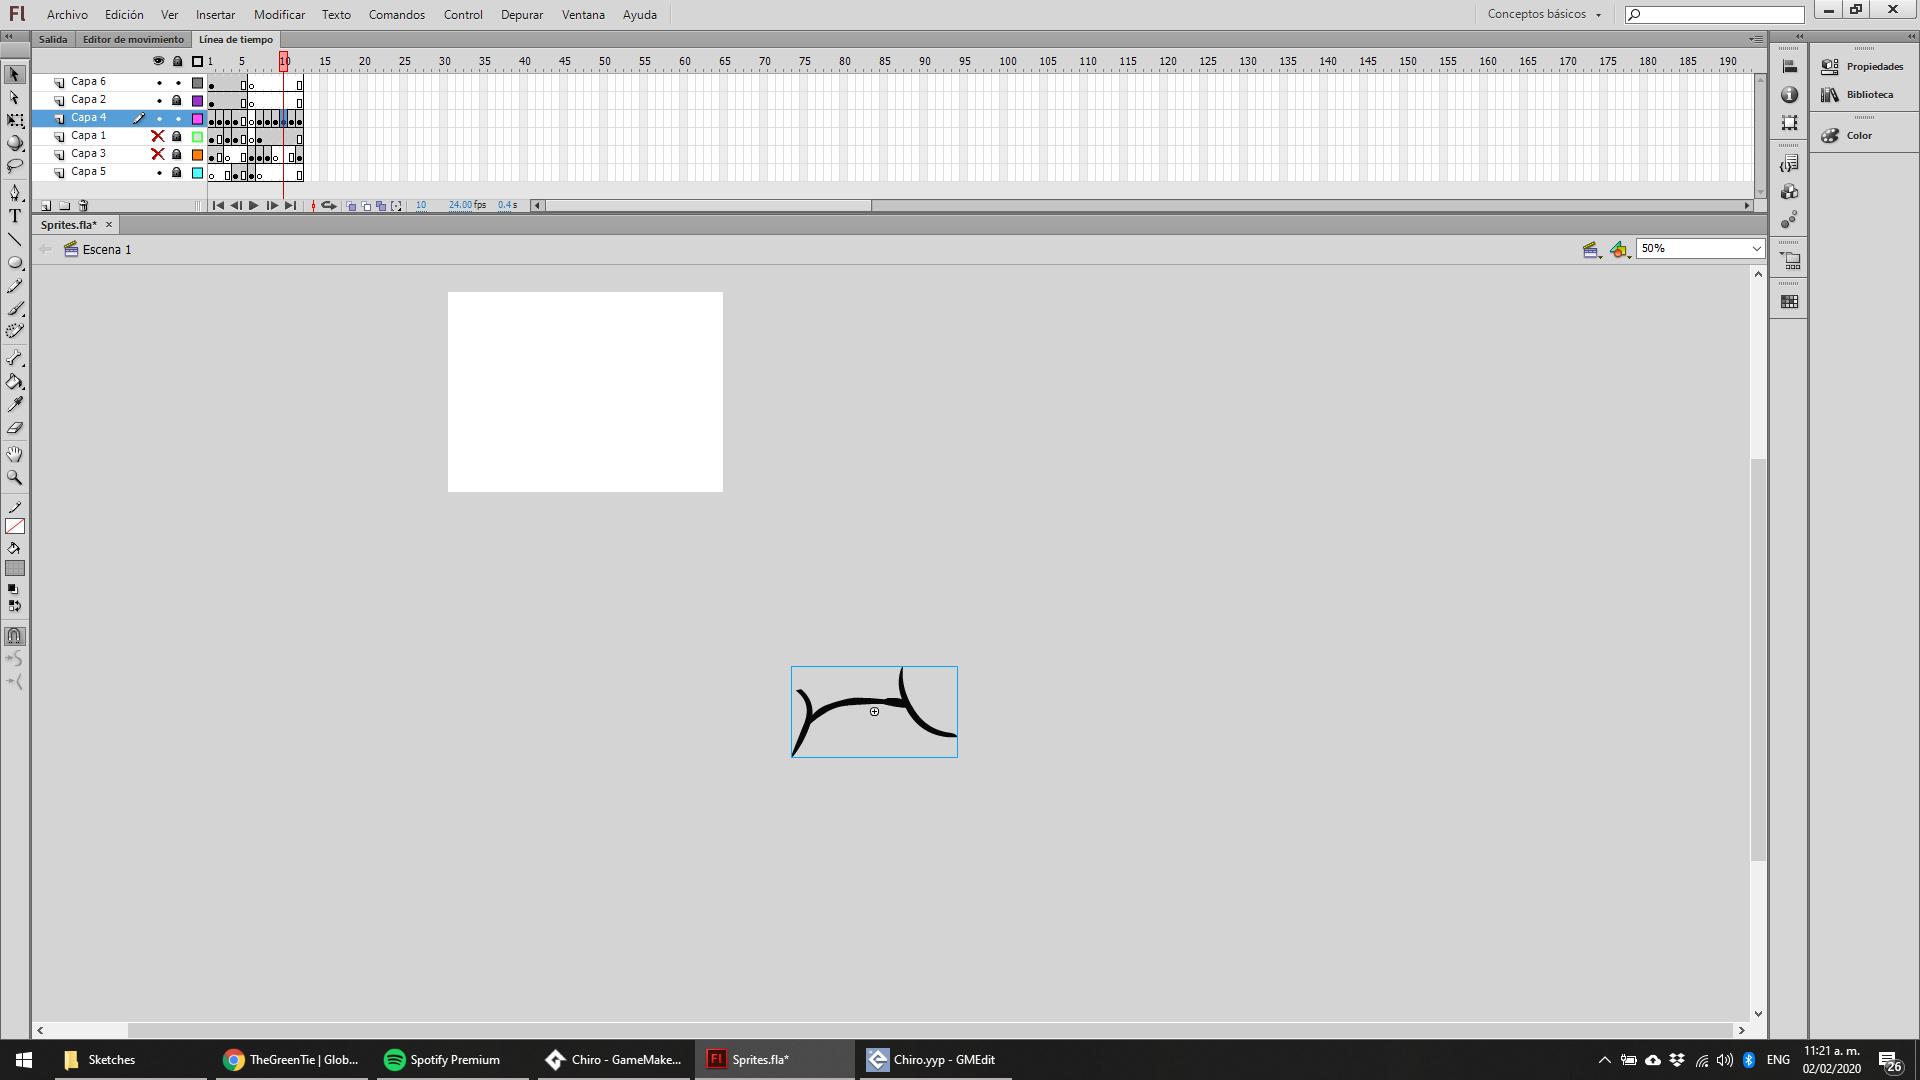 Fl Archivo Edición Ver Insertar Modificar Texto Comandos Control Depurar Ventana Ayuda Conceptos básicos
Salida Editor de movimiento Línea de tiempo
1 5 10 15 20 25 30 35 40 45 50 55 60 65 70 75 80 85 90 95 100 105 110 115 120 125 130 135 140 145 150 155 160 165 170 175 180 185 190
Capa 6
Capa 2
Capa 4
Capa 1
Capa 3
Capa 5
10 24.00 fps 0.4 s
Propiedades
Biblioteca
Color
Sprites.fla*
Escena 1
50%
Sketches
TheGreenTie | Glob...
Spotify Premium
Chiro - GameMake...
Fl Sprites.fla*
Chiro.yyp - GMEdit
ENG
11:21 a. m.
02/02/2020
26